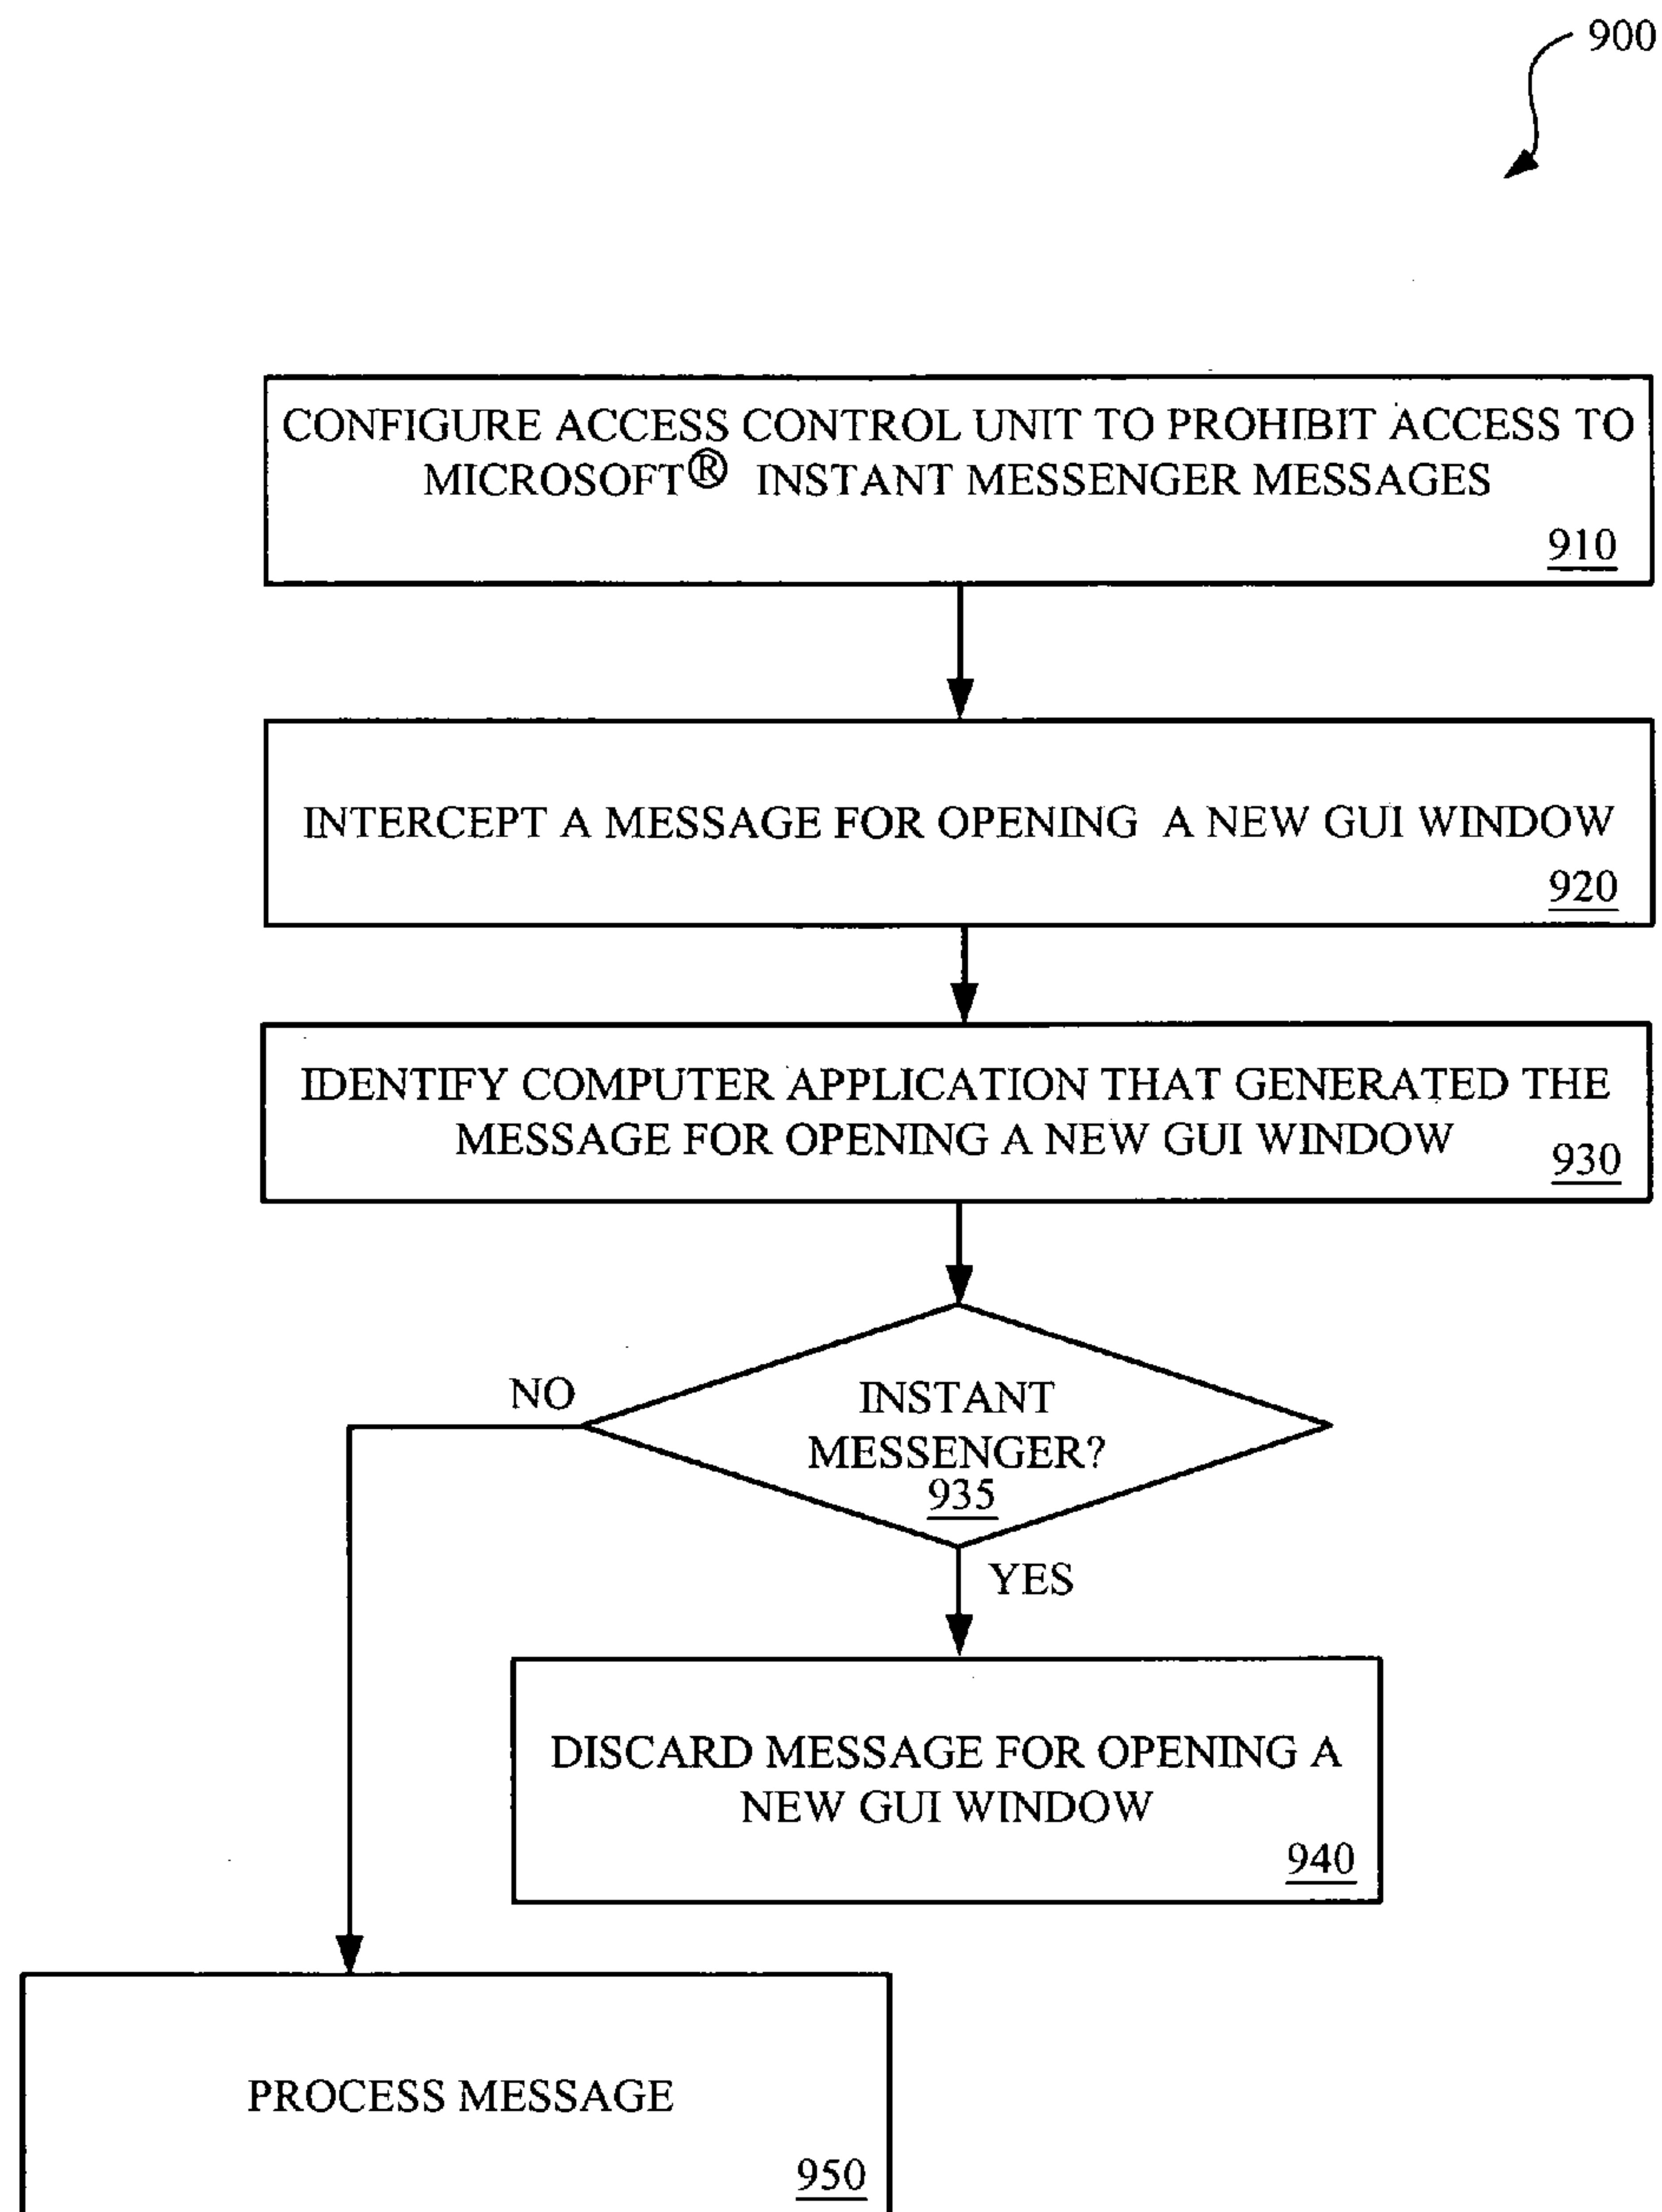 900
CONFIGURE ACCESS CONTROL UNIT TO PROHIBIT ACCESS TO
MICROSOFT® INSTANT MESSENGER MESSAGES
910
INTERCEPT A MESSAGE FOR OPENING A NEW GUI WINDOW
920
IDENTIFY COMPUTER APPLICATION THAT GENERATED THE
MESSAGE FOR OPENING A NEW GUI WINDOW
930
NO
INSTANT
MESSENGER?
935
YES
DISCARD MESSAGE FOR OPENING A
NEW GUI WINDOW
940
PROCESS MESSAGE
950